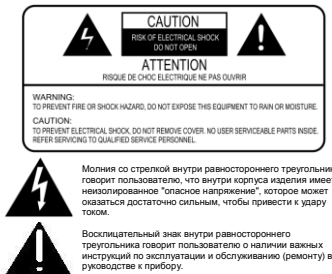 CAUTION
RISK OF ELECTRICAL SHOCK
DO NOT OPEN
ATTENTION
RISQUE DE CHOC ELECTRIQUE NE PAS OUVRIR
WARNING:
TO PREVENT FIRE OR SHOCK HAZARD, DO NOT EXPOSE THIS EQUIPMENT TO RAIN OR MOISTURE.
CAUTION:
TO PREVENT ELECTRICAL SHOCK, DO NOT REMOVE COVER. NO USER SERVICEABLE PARTS INSIDE.
REFER SERVICING TO QUALIFIED SERVICE PERSONNEL.
Молния со стрелкой внутри равностороннего треугольник
говорит пользователю, что внутри корпуса изделия имее
неизолированное "опасное напряжение", которое может
оказаться достаточно сильным, чтобы привести к удару
током.
Восклицательный знак внутри равностороннего
треугольника говорит пользователю о наличии важных
инструкций по эксплуатации и обслуживанию (ремонту) в
руководстве к прибору.